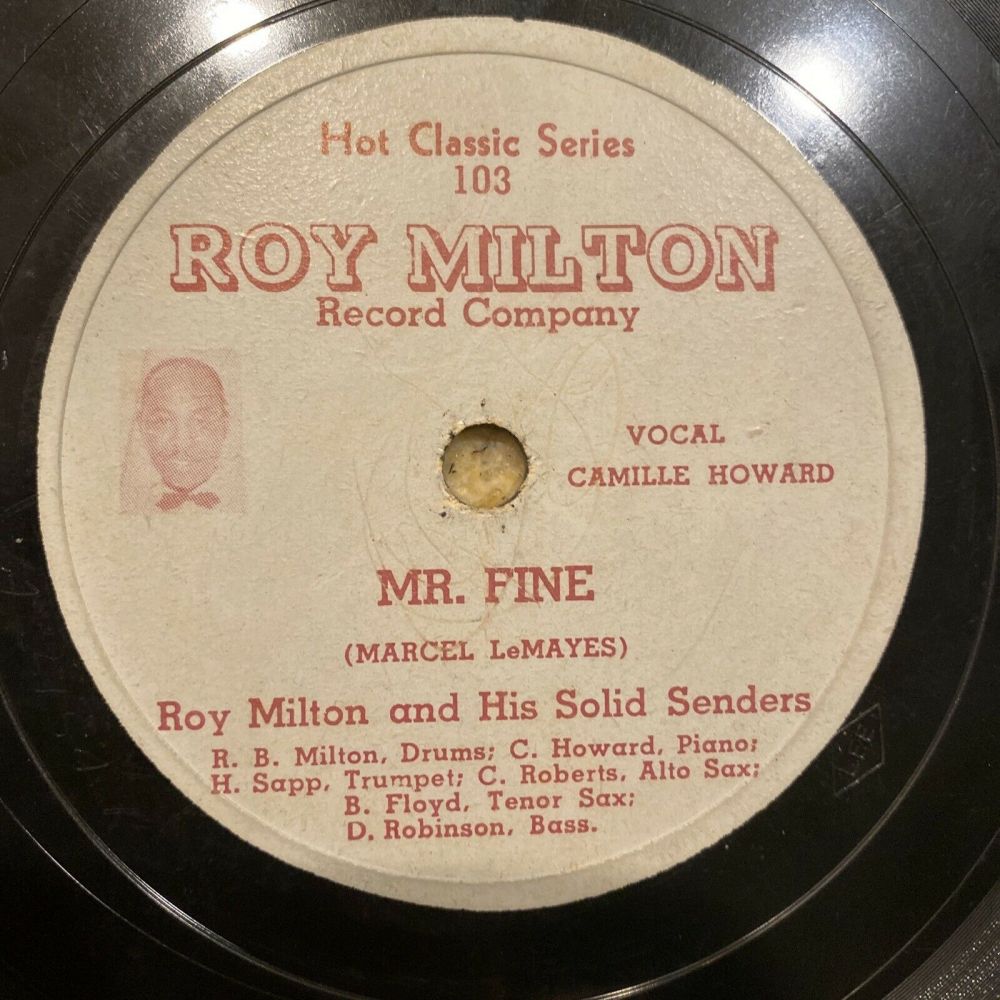 Hot Classic Series
103
ROY MILTON
Record Company
VOCAL
CAMILLE HOWARD
MR. FINE
(MARCEL LeMAYES)
Roy Milton and His Solid Senders
R. B. Milton, Drums; C. Howard, Piano;
H. Sapp, Trumpet; C. Roberts, Alto Sax;
B. Floyd, Tenor Sax;
D. Robinson, Bass.